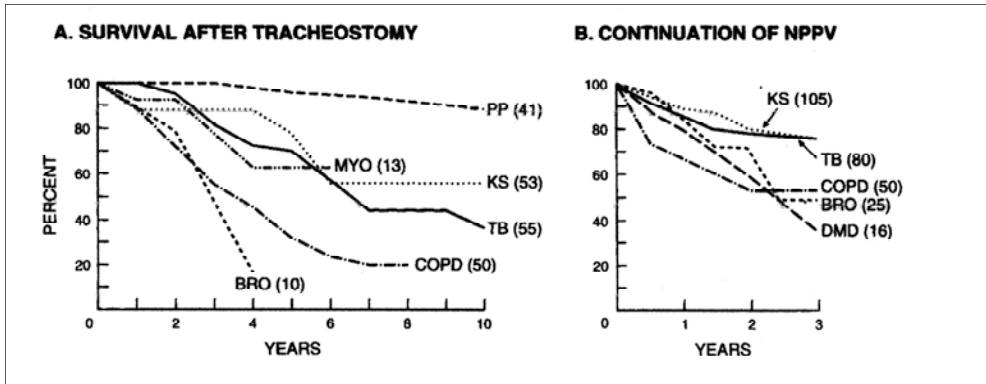 A. SURVIVAL AFTER TRACHEOSTOMY
100
80
60
40
20
PERCENT
0 2 4 6 8 10
YEARS
PP (41)
MYO (13)
KS (53)
TB (55)
COPD (50)
BRO (10)
B. CONTINUATION OF NPPV
100
80
60
40
20
0 1 2 3
YEARS
KS (105)
TB (80)
COPD (50)
BRO (25)
DMD (16)